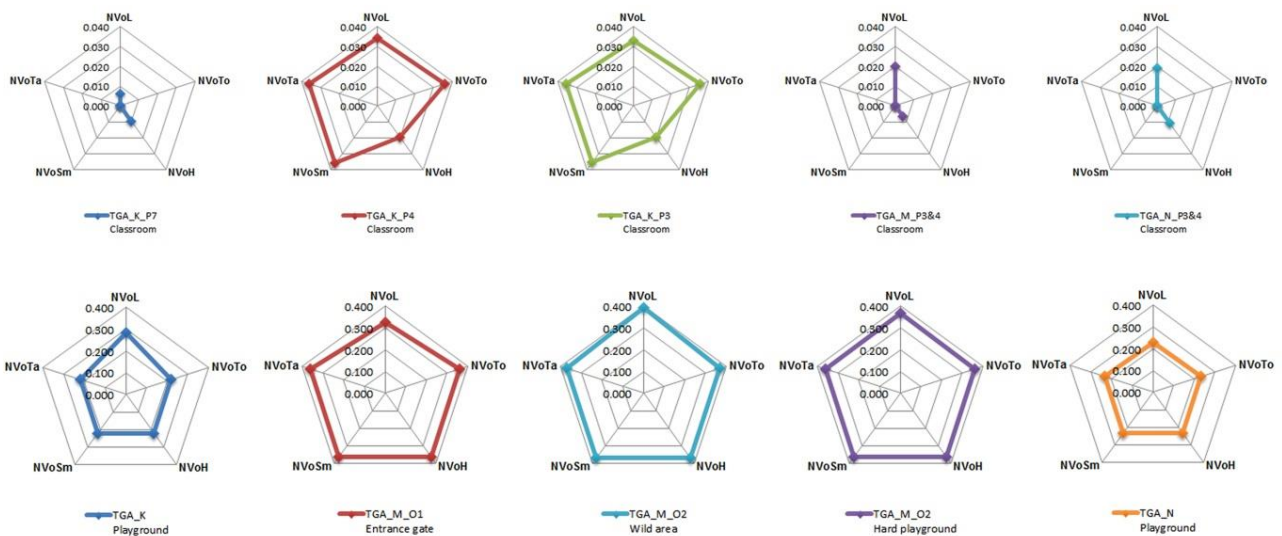 NVoL
0.040
0.030
0.020
0.010
0.000
NVoTo
NVoH
NVoSm
NVoTa
TGA_K_P7
Classroom
NVoL
0.040
0.030
0.020
0.010
0.000
NVoTo
NVoH
NVoSm
NVoTa
TGA_K_P4
Classroom
NVoL
0.040
0.030
0.020
0.010
0.000
NVoTo
NVoH
NVoSm
NVoTa
TGA_K_P3
Classroom
NVoL
0.040
0.030
0.020
0.010
0.000
NVoTo
NVoH
NVoSm
NVoTa
TGA_M_P3&4
Classroom
NVoL
0.040
0.030
0.020
0.010
0.000
NVoTo
NVoH
NVoSm
NVoTa
TGA_N_P3&4
Classroom
NVoL
0.400
0.300
0.200
0.100
0.000
NVoTo
NVoH
NVoSm
NVoTa
TGA_K
Playground
NVoL
0.400
0.300
0.200
0.100
0.000
NVoTo
NVoH
NVoSm
NVoTa
TGA_M_O1
Entrance gate
NVoL
0.400
0.300
0.200
0.100
0.000
NVoTo
NVoH
NVoSm
NVoTa
TGA_M_O2
Wild area
NVoL
0.400
0.300
0.200
0.100
0.000
NVoTo
NVoH
NVoSm
NVoTa
TGA_M_O2
Hard playground
NVoL
0.400
0.300
0.200
0.100
0.000
NVoTo
NVoH
NVoSm
NVoTa
TGA_N
Playground